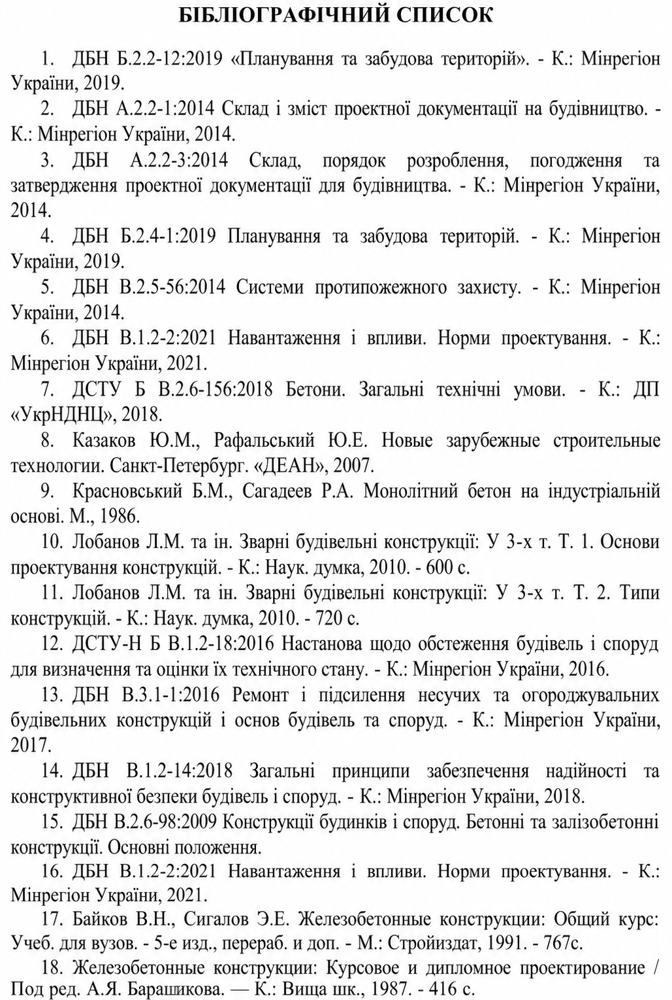 БІБЛІОГРАФІЧНИЙ СПИСОК
1. ДБН Б.2.2-12:2019 «Планування та забудова територій». - К.: Мінрегіон
України, 2019.
2. ДБН А.2.2-1:2014 Склад і зміст проектної документації на будівництво. -
К.: Мінрегіон України, 2014.
3. ДБН А.2.2-3:2014 Склад, порядок розроблення, погодження та
затвердження проектної документації для будівництва. - К.: Мінрегіон України,
2014.
4. ДБН Б.2.4-1:2019 Планування та забудова територій. - К.: Мінрегіон
України, 2019.
5. ДБН В.2.5-56:2014 Системи протипожежного захисту. - К.: Мінрегіон
України, 2014.
6. ДБН В.1.2-2:2021 Навантаження і впливи. Норми проектування. - К.:
Мінрегіон України, 2021.
7. ДСТУ Б В.2.6-156:2018 Бетони. Загальні технічні умови. - К.: ДП
«УкрНДНЦ», 2018.
8. Казаков Ю.М., Рафальський Ю.Е. Новые зарубежные строительные
технологии. Санкт-Петербург. «ДЕАН», 2007.
9. Красновський Б.М., Сагадеев Р.А. Монолітний бетон на індустріальній
основі. М., 1986.
10. Лобанов Л.М. та ін. Зварні будівельні конструкції: У 3-х т. Т. 1. Основи
проектування конструкцій. - К.: Наук. думка, 2010. - 600 с.
11. Лобанов Л.М. та ін. Зварні будівельні конструкції: У 3-х т. Т. 2. Типи
конструкцій. - К.: Наук. думка, 2010. - 720 с.
12. ДСТУ-Н Б В.1.2-18:2016 Настанова щодо обстеження будівель і споруд
для визначення та оцінки їх технічного стану. - К.: Мінрегіон України, 2016.
13. ДБН В.3.1-1:2016 Ремонт і підсилення несучих та огороджувальних
будівельних конструкцій і основ будівель та споруд. - К.: Мінрегіон України,
2017.
14. ДБН В.1.2-14:2018 Загальні принципи забезпечення надійності та
конструктивної безпеки будівель і споруд. - К.: Мінрегіон України, 2018.
15. ДБН В.2.6-98:2009 Конструкції будинків і споруд. Бетонні та залізобетонні
конструкції. Основні положення.
16. ДБН В.1.2-2:2021 Навантаження і впливи. Норми проектування. - К.:
Мінрегіон України, 2021.
17. Байков В.Н., Сигалов Э.Е. Железобетонные конструкции: Общий курс:
Учеб. для вузов. - 5-е изд., перераб. и доп. - М.: Стройиздат, 1991. - 767с.
18. Железобетонные конструкции: Курсовое и дипломное проектирование /
Под ред. А.Я. Барашикова. — К.: Вища шк., 1987. - 416 с.